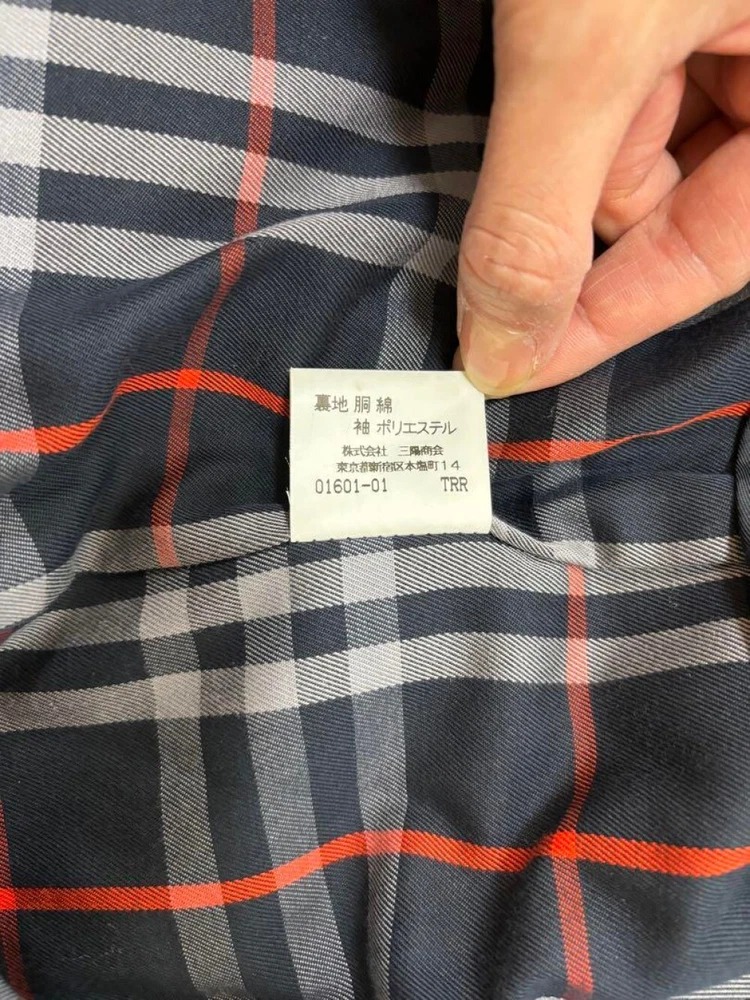 裏地 胴 綿
袖 ポリエステル
株式会社 三陽商会
東京都新宿区本塩町14
01601-01 TRR